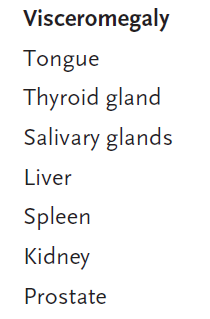 Visceromegaly
Tongue
Thyroid gland
Salivary glands
Liver
Spleen
Kidney
Prostate